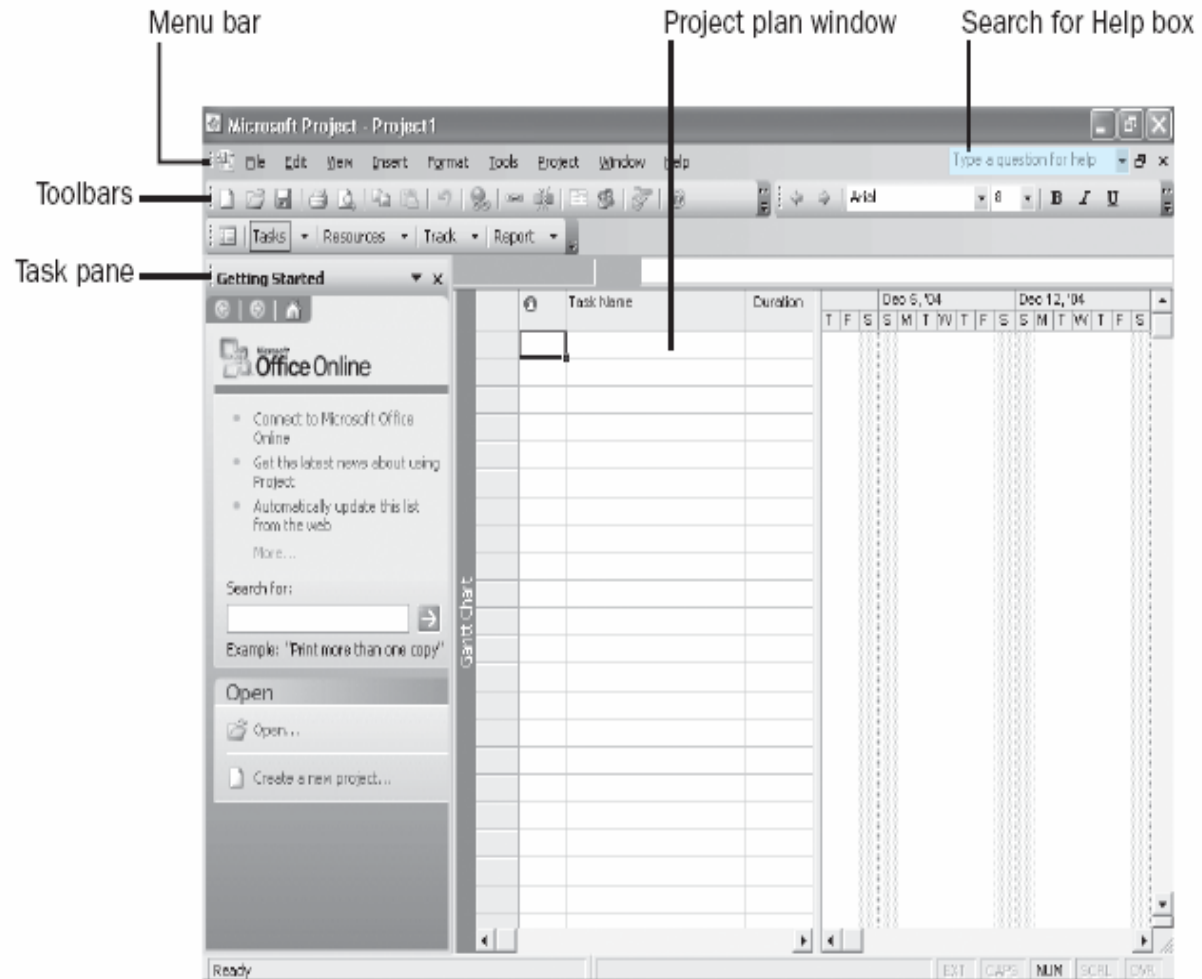 Menu bar
Project plan window
Search for Help box
Microsoft Project - Project1
File Edit View Insert Format Tools Project Window Help
Type a question for help
Toolbars
Arial
8
B I U
Tasks
Resources
Track
Report
Task pane
Getting Started
Task Name
Duration
Dec 5, '04
Dec 12, '04
T F S S M T W T F S S M T W T F S
Microsoft
Office Online
Connect to Microsoft Office
Online
Get the latest news about using
Project
Automatically update this list
from the web
More...
Search for:
Example: "Print more than one copy"
Gantt Chart
Open
Open...
Create a new project...
Ready
EXT
CAPS
NUM
SCRL
OVR